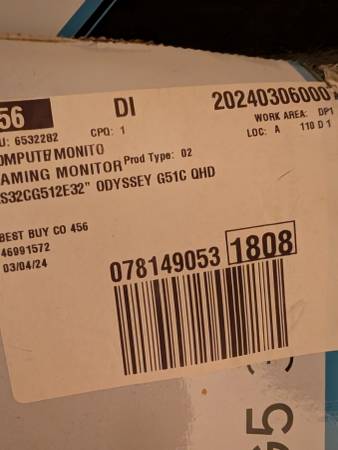 56 DI 20240306000
U: 6532282 CPQ: 1 WORK AREA: DP1
LOC: A 110 D 1
OMPUTE/MONITO
AMING MONITOR Prod Type: 02
S32CG512E32" ODYSSEY G51C QHD
BEST BUY CO 456
46991572
03/04/24
078149053 1808
G5